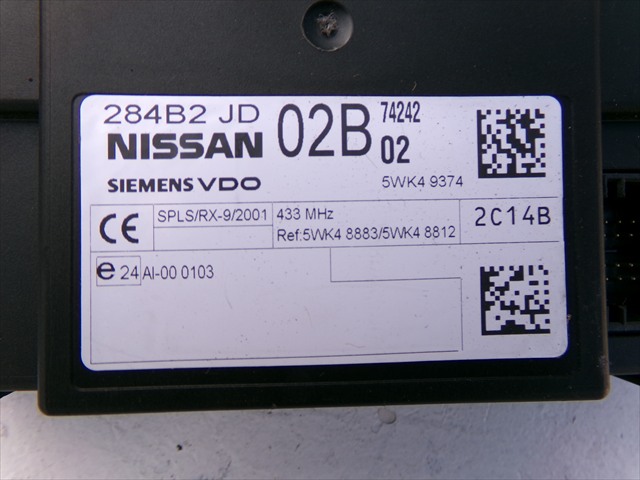 284B2 JD 02B 74242
NISSAN 02
SIEMENS VDO 5WK4 9374
CE SPLS/RX-9/2001 433 MHz 2C14B
Ref:5WK4 8883/5WK4 8812
e 24 AI-00 0103